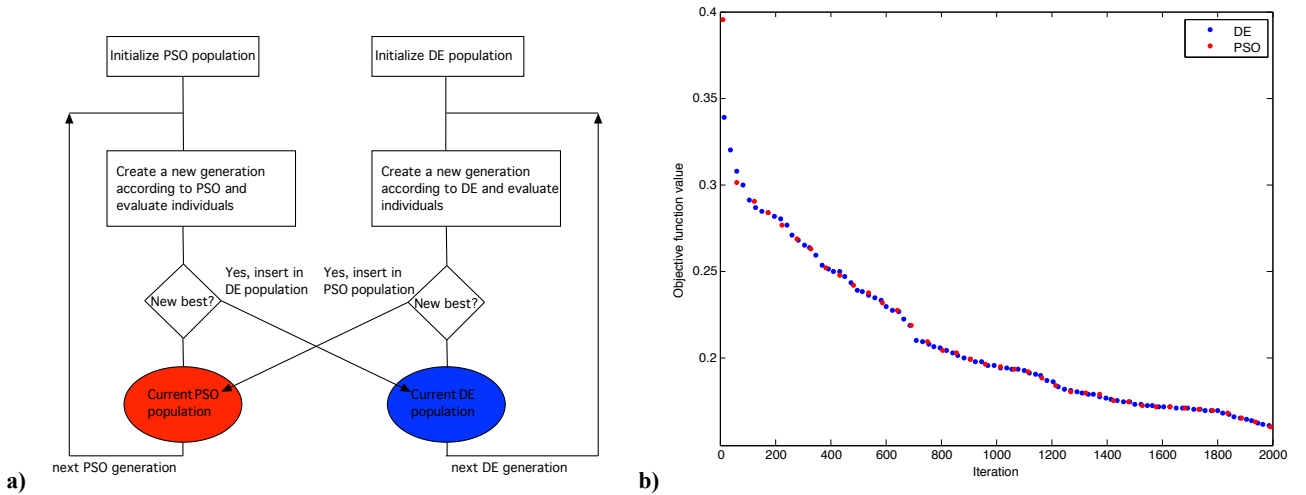 Initialize PSO population
Initialize DE population
Create a new generation
according to PSO and
evaluate individuals
Create a new generation
according to DE and evaluate
individuals
Yes, insert in
DE population
Yes, insert in
PSO population
New best?
New best?
Current PSO
population
Current DE
population
next PSO generation
next DE generation
a)
0.4
0.35
0.3
0.25
0.2
Objective function value
DE
PSO
0
200
400
600
800
1000
1200
1400
1600
1800
2000
Iteration
b)